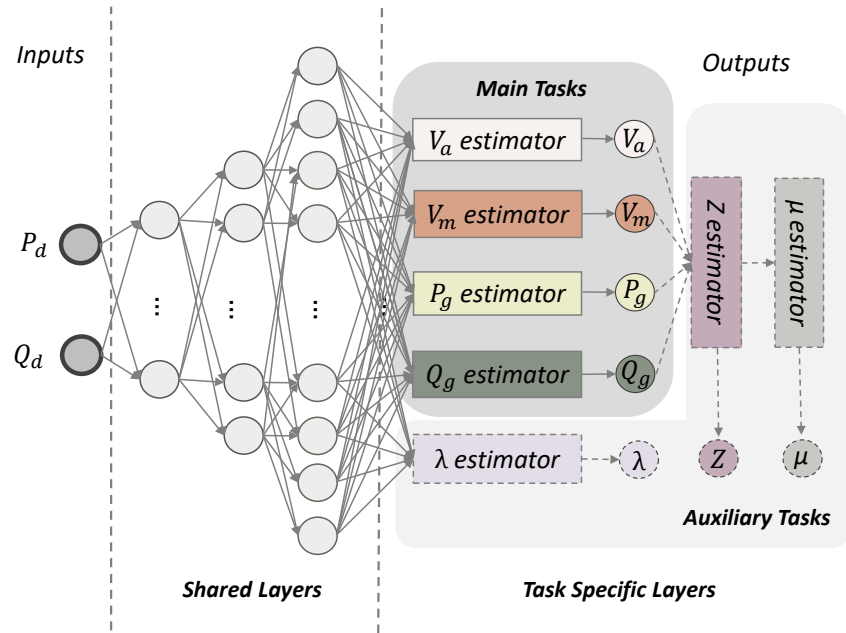 Inputs
Outputs
Main Tasks
V_a estimator
V_a
V_m estimator
V_m
P_d
P_g estimator
P_g
Q_d
Q_g estimator
Q_g
Z estimator
μ estimator
...
...
...
...
λ estimator
λ
Z
μ
Auxiliary Tasks
Shared Layers
Task Specific Layers